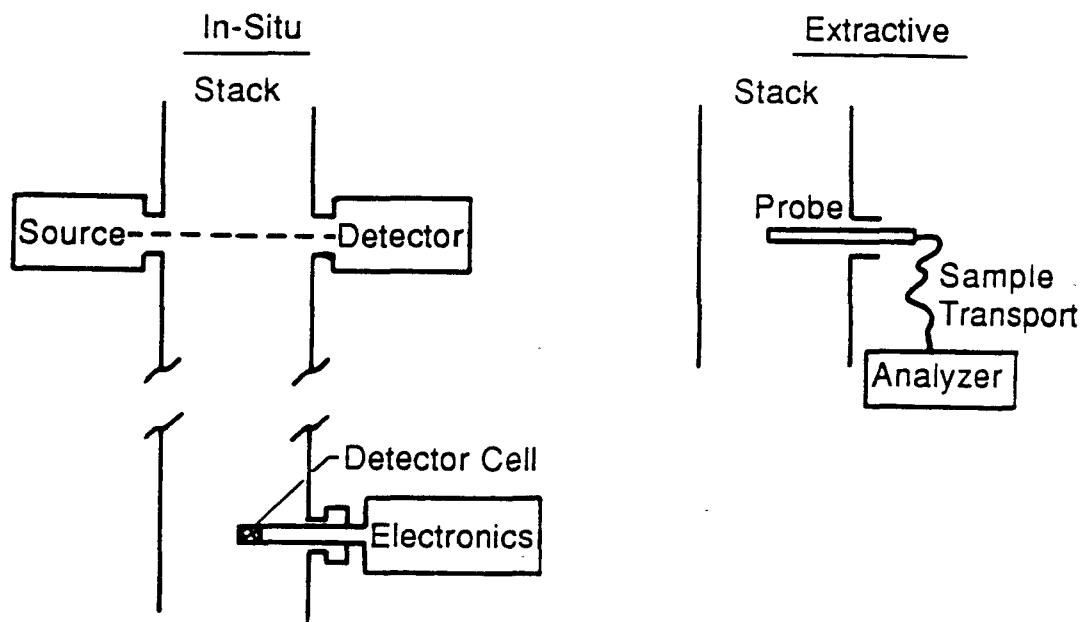 In-Situ
Stack
Source
Detector
Detector Cell
Electronics
Extractive
Stack
Probe
Sample
Transport
Analyzer